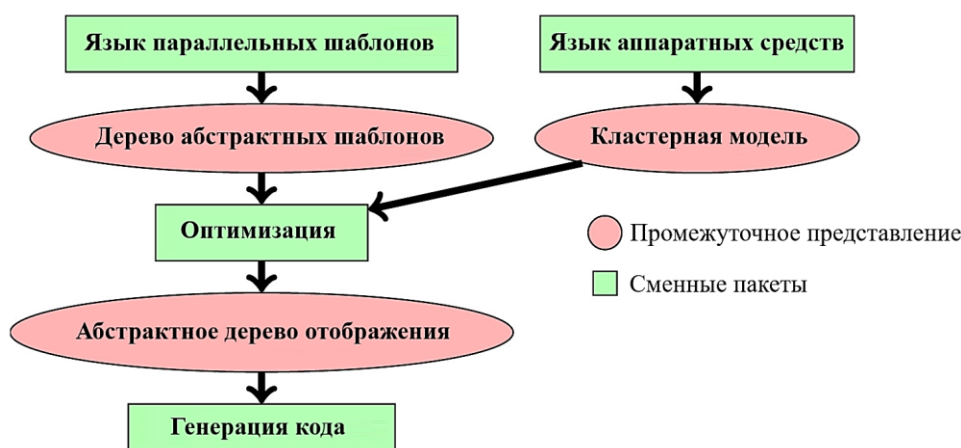 Язык параллельных шаблонов
Язык аппаратных средств
Дерево абстрактных шаблонов
Кластерная модель
Оптимизация
Промежуточное представление
Сменные пакеты
Абстрактное дерево отображения
Генерация кода